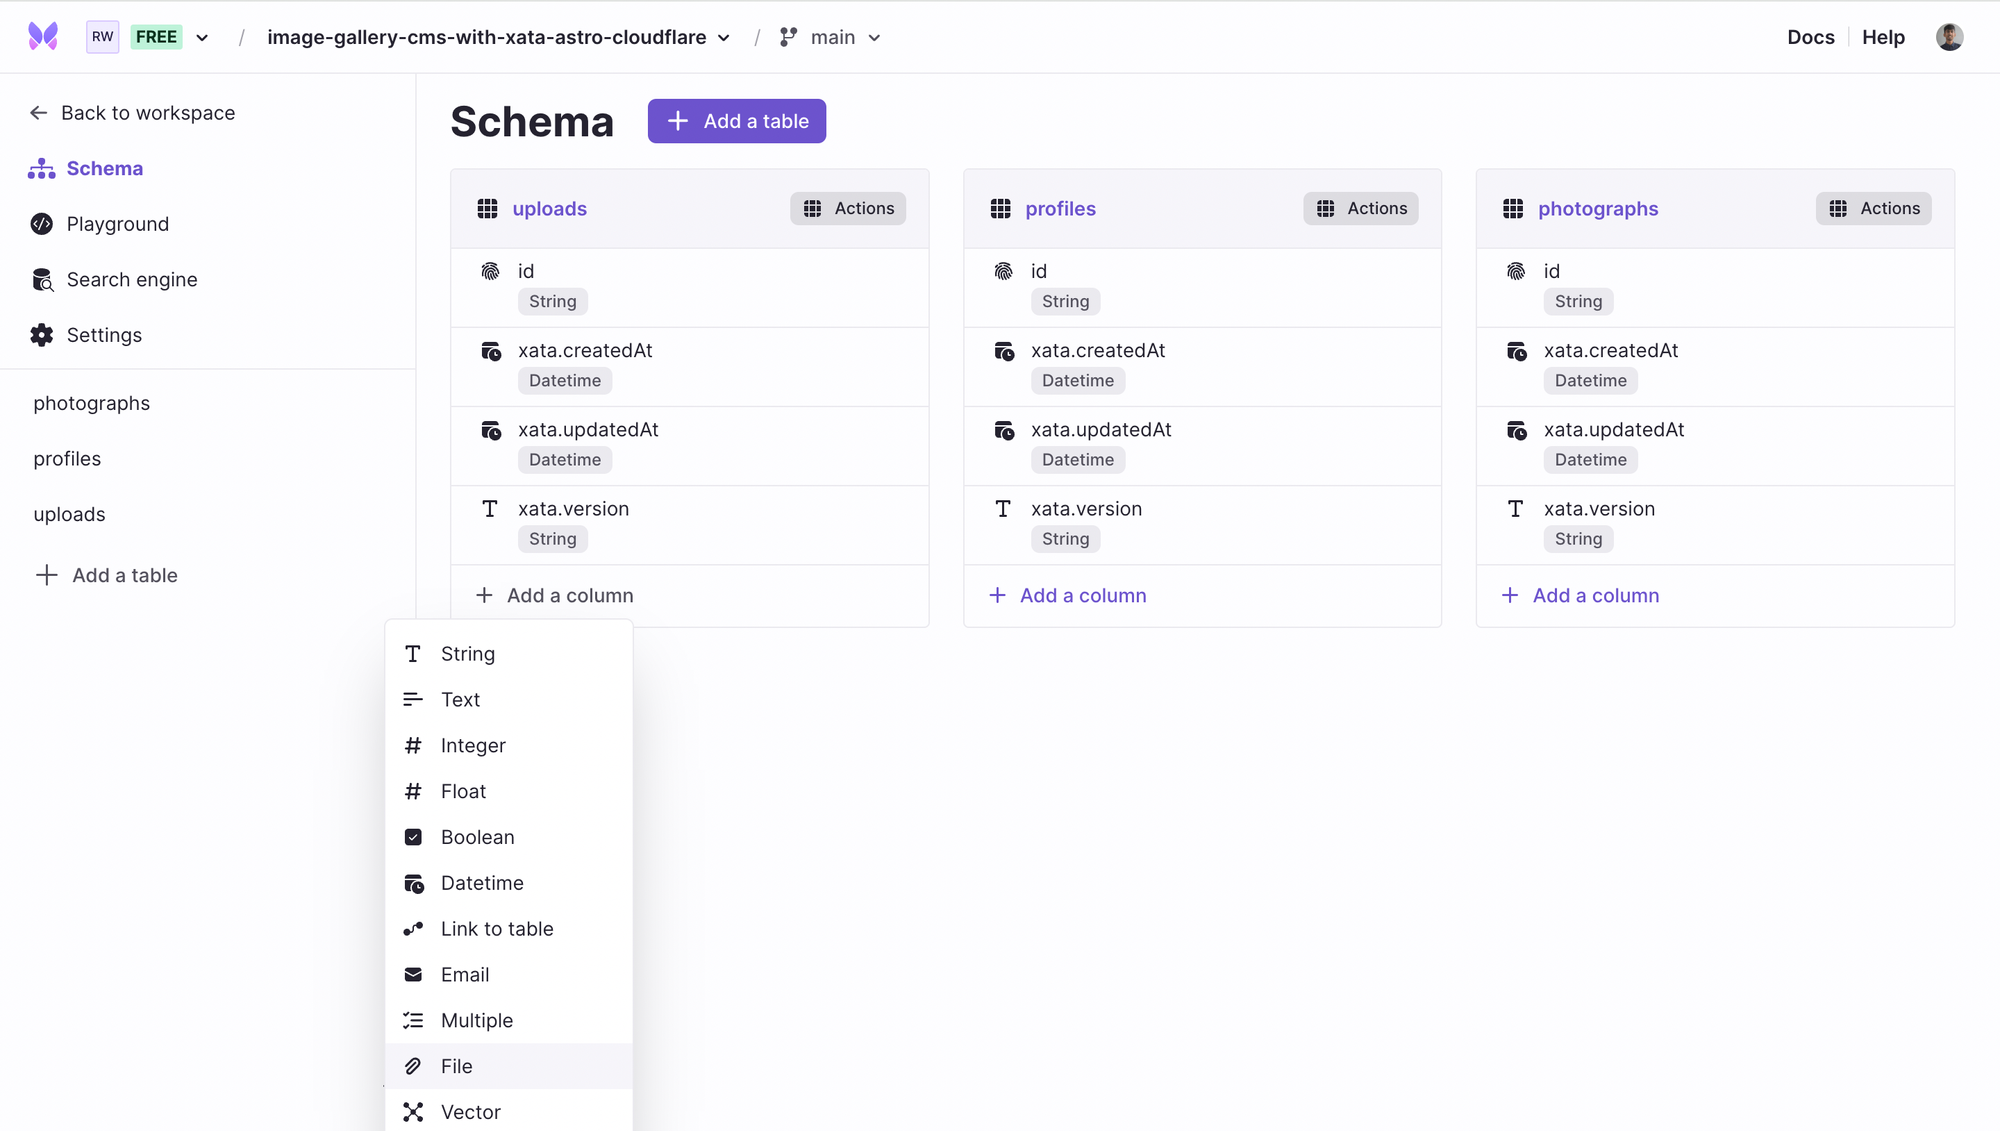 RW FREE / image-gallery-cms-with-xata-astro-cloudflare / main Docs Help
Back to workspace
Schema
Playground
Search engine
Settings
photographs
profiles
uploads
Add a table
Schema Add a table
uploads Actions
id
String
xata.createdAt
Datetime
xata.updatedAt
Datetime
xata.version
String
Add a column
profiles Actions
id
String
xata.createdAt
Datetime
xata.updatedAt
Datetime
xata.version
String
Add a column
photographs Actions
id
String
xata.createdAt
Datetime
xata.updatedAt
Datetime
xata.version
String
Add a column
String
Text
Integer
Float
Boolean
Datetime
Link to table
Email
Multiple
File
Vector